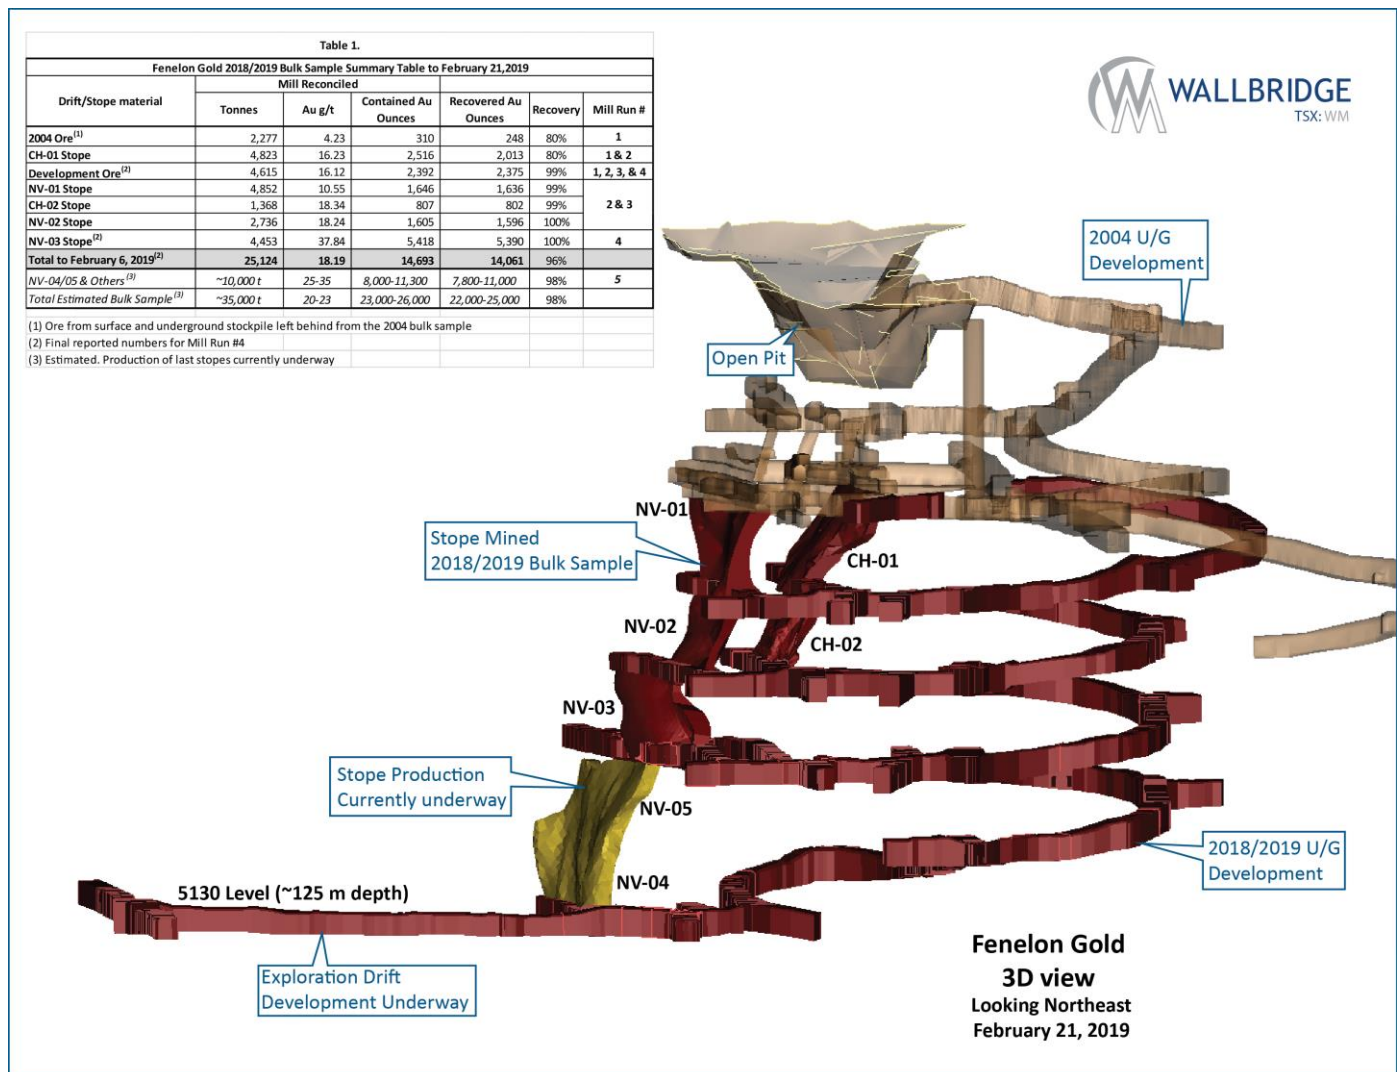 Table 1.
Fenelon Gold 2018/2019 Bulk Sample Summary Table to February 21,2019
Drift/Stope material Mill Reconciled Mill Run #
Tonnes Au g/t Contained Au Ounces Recovered Au Ounces Recovery
2004 Ore(1) 2,277 4.23 310 248 80% 1
CH-01 Stope 4,823 16.23 2,516 2,013 80% 1 & 2
Development Ore(2) 4,615 16.12 2,392 2,375 99% 1, 2, 3, & 4
NV-01 Stope 4,852 10.55 1,646 1,636 99%
CH-02 Stope 1,368 18.34 807 802 99% 2 & 3
NV-02 Stope 2,736 18.24 1,605 1,596 100%
NV-03 Stope(2) 4,453 37.84 5,418 5,390 100% 4
Total to February 6, 2019(2) 25,124 18.19 14,693 14,061 96%
NV-04/05 & Others (3) ~10,000 t 25-35 8,000-11,300 7,800-11,000 98% 5
Total Estimated Bulk Sample (3) ~35,000 t 20-23 23,000-26,000 22,000-25,000 98%
(1) Ore from surface and underground stockpile left behind from the 2004 bulk sample
(2) Final reported numbers for Mill Run #4
(3) Estimated. Production of last stopes currently underway
WALLBRIDGE
TSX: WM
2004 U/G
Development
Open Pit
NV-01
Stope Mined
2018/2019 Bulk Sample
CH-01
NV-02
CH-02
NV-03
Stope Production
Currently underway
NV-05
2018/2019 U/G
Development
NV-04
5130 Level (~125 m depth)
Exploration Drift
Development Underway
Fenelon Gold
3D view
Looking Northeast
February 21, 2019